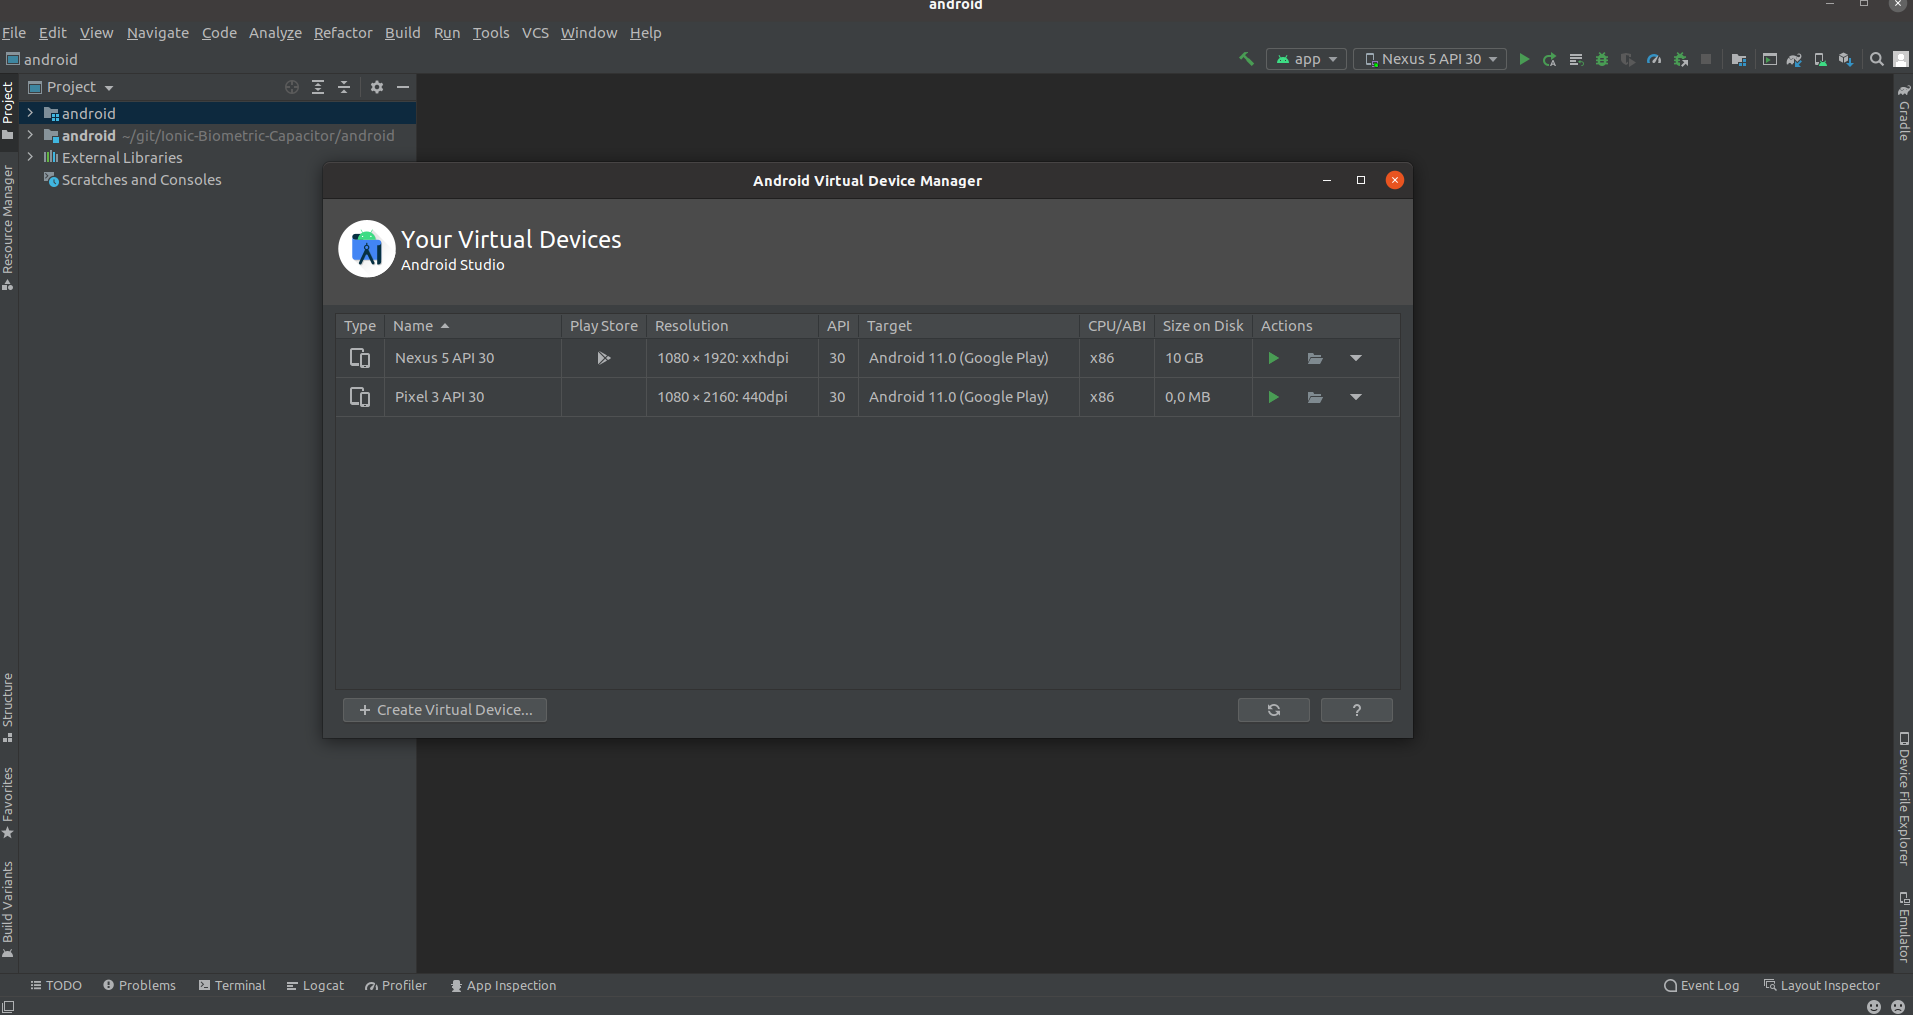 android
File Edit View Navigate Code Analyze Refactor Build Run Tools VCS Window Help
android
app
Nexus 5 API 30
Project
android
android ~/git/Ionic-Biometric-Capacitor/android
External Libraries
Scratches and Consoles
Project
Resource Manager
Structure
Favorites
Build Variants
Gradle
Device File Explorer
Emulator
Android Virtual Device Manager
Your Virtual Devices
Android Studio
Type Name Play Store Resolution API Target CPU/ABI Size on Disk Actions
Nexus 5 API 30 1080 × 1920: xxhdpi 30 Android 11.0 (Google Play) x86 10 GB
Pixel 3 API 30 1080 × 2160: 440dpi 30 Android 11.0 (Google Play) x86 0,0 MB
+ Create Virtual Device...
?
TODO Problems Terminal Logcat Profiler App Inspection Event Log Layout Inspector